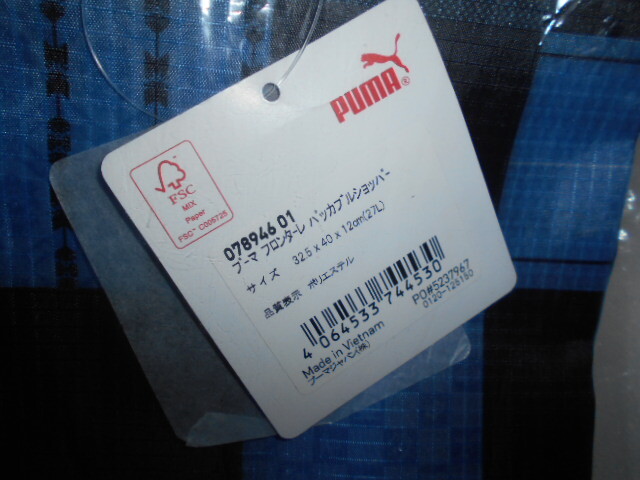 PUMA®
FSC
MIX
Paper
FSC™ C005725
078946 01
プーマ フロンターレ パッカブルショッパー
サイズ 32.5 x 40 x 12cm(27L)
品質表示 ポリエステル
4 064533 744530
Made in Vietnam
プーマジャパン(株)
PO#5237967
0120-125150